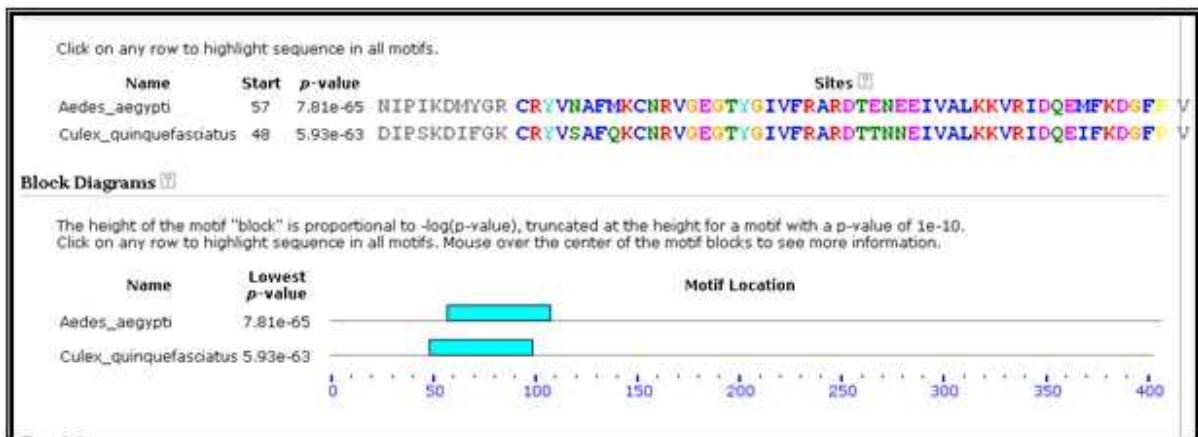 Click on any row to highlight sequence in all motifs.
Name Start p-value Sites
Aedes_aegypti 57 7.81e-65 NIPIKDMYGR CRYVNAFMKCNRVGEGTYGIVFRARDTENEEIVALKKVRIDQEMFKDGFP V
Culex_quinquefasciatus 48 5.93e-63 DIPSKDIFGK CRYVSAFQKCNRVGEGTYGIVFRARDTTNNEIVALKKVRIDQEIFKDGFP V
Block Diagrams
The height of the motif "block" is proportional to -log(p-value), truncated at the height for a motif with a p-value of 1e-10.
Click on any row to highlight sequence in all motifs. Mouse over the center of the motif blocks to see more information.
Name Lowest p-value Motif Location
Aedes_aegypti 7.81e-65
Culex_quinquefasciatus 5.93e-63
0 50 100 150 200 250 300 350 400